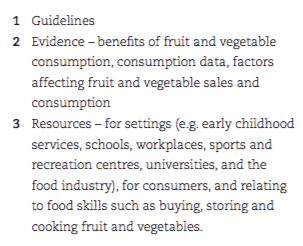 1 Guidelines
2 Evidence – benefits of fruit and vegetable
consumption, consumption data, factors
affecting fruit and vegetable sales and
consumption
3 Resources – for settings (e.g. early childhood
services, schools, workplaces, sports and
recreation centres, universities, and the
food industry), for consumers, and relating
to food skills such as buying, storing and
cooking fruit and vegetables.